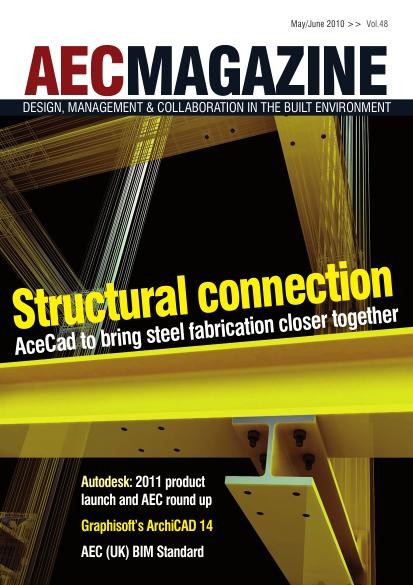 May/June 2010 >> Vol.48
AECMAGAZINE
DESIGN, MANAGEMENT & COLLABORATION IN THE BUILT ENVIRONMENT
Structural connection
AceCad to bring steel fabrication closer together
Autodesk: 2011 product
launch and AEC round up
Graphisoft's ArchiCAD 14
AEC (UK) BIM Standard